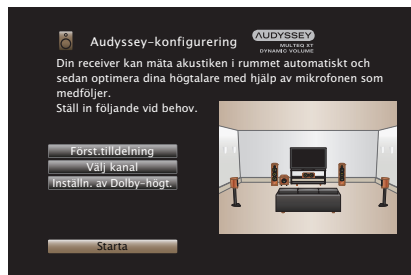 Audyssey-konfigurering
AUDYSSEY
MULTEQ XT
DYNAMIC VOLUME
Din receiver kan mäta akustiken i rummet automatiskt och
sedan optimera dina högtalare med hjälp av mikrofonen som
medföljer.
Ställ in följande vid behov.
Först.tilldelning
Välj kanal
Inställn. av Dolby-högt.
Starta